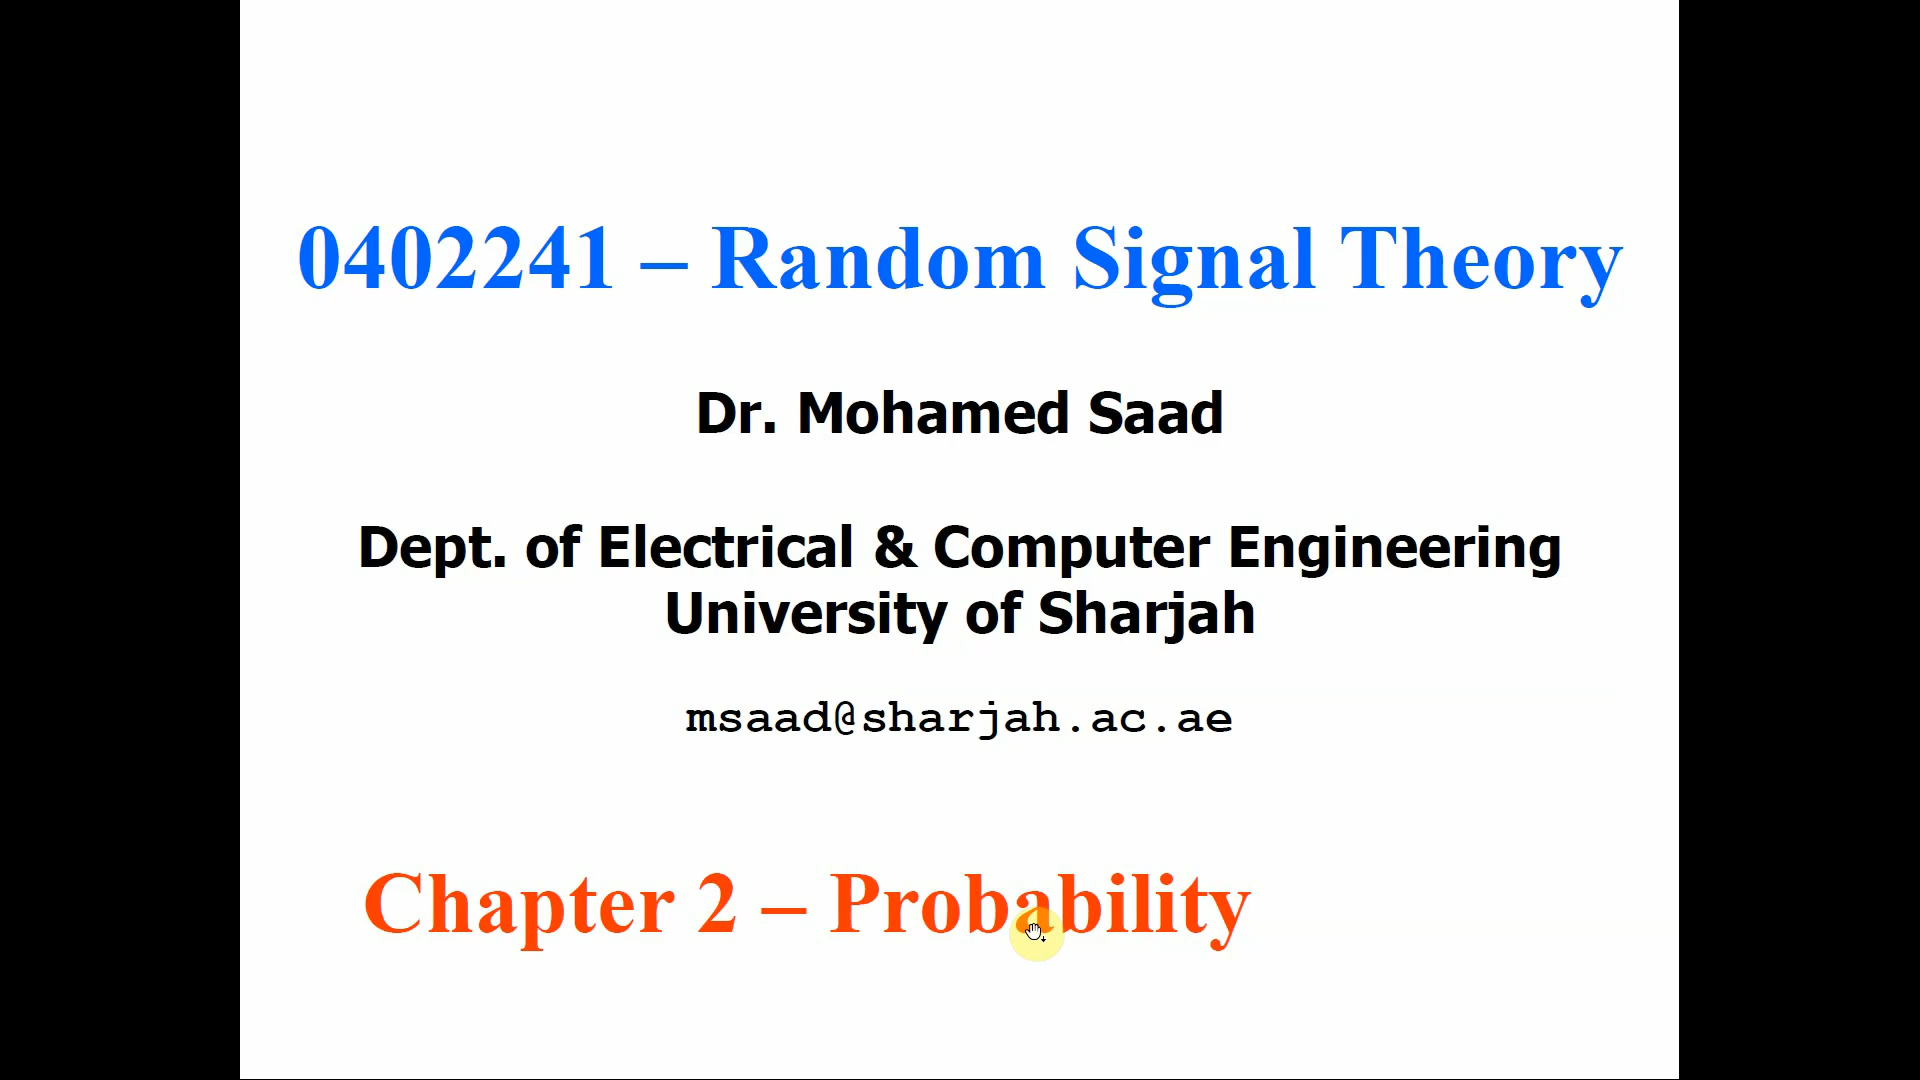 0402241 – Random Signal Theory
Dr. Mohamed Saad
Dept. of Electrical & Computer Engineering
University of Sharjah
msaad@sharjah.ac.ae
Chapter 2 – Probability